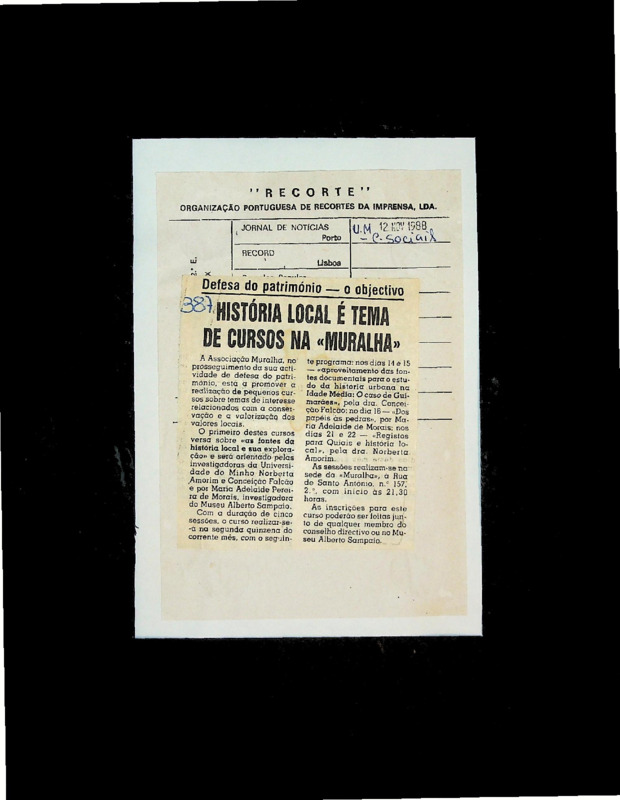 "RECORTE"
ORGANIZAÇÃO PORTUGUESA DE RECORTES DA IMPRENSA, LDA.
JORNAL DE NOTÍCIAS
Porto
RECORD
Lisboa
U.M 12 NOV 1988
- C. Sociais
Defesa do património — o objectivo
387
HISTÓRIA LOCAL É TEMA
DE CURSOS NA «MURALHA»
A Associação Muralha, no
prosseguimento da sua acti-
vidade de defesa do patri-
mónio, está a promover a
realização de pequenos cur-
sos sobre temas de interesse
relacionados com a conser-
vação e a valorização dos
valores locais.
O primeiro destes cursos
versa sobre «as fontes da
história local e sua explora-
ção» e será orientado pelas
investigadoras da Universi-
dade do Minho Norberta
Amorim e Conceição Falcão
e por Maria Adelaide Perei-
ra de Morais, investigadora
do Museu Alberto Sampaio.
Com a duração de cinco
sessões, o curso realizar-se-
-á na segunda quinzena do
corrente mês, com o seguin-
te programa: nos dias 14 e 15
— «aproveitamento das fon-
tes documentais para o estu-
do da história urbana na
Idade Média: O caso de Gui-
marães», pela dra. Concei-
ção Falcão; no dia 16 — «Dos
papéis às pedras», por Ma-
ria Adelaide de Morais; nos
dias 21 e 22 — «Registos
para Quiais e história lo-
cal», pela dra. Norberta
Amorim.
As sessões realizam-se na
sede da «Muralha», à Rua
de Santo António, n.º 157,
2.º, com início às 21,30
horas.
As inscrições para este
curso poderão ser feitas jun-
to de qualquer membro do
conselho directivo ou no Mu-
seu Alberto Sampaio.